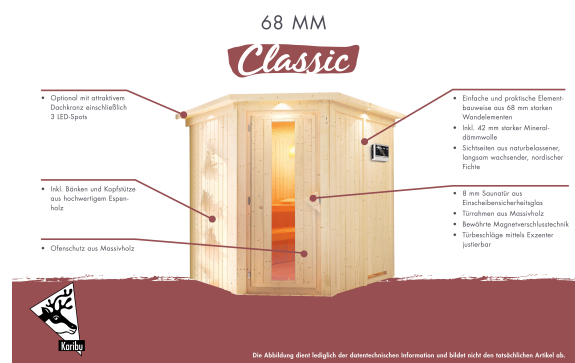 68 MM
Classic
• Optional mit attraktivem
Dachkranz einschließlich
3 LED-Spots
• Inkl. Bänken und Kopfstütze
aus hochwertigem Espen-
holz
• Ofenschutz aus Massivholz
• Einfache und praktische Element-
bauweise aus 68 mm starken
Wandelementen
• Inkl. 42 mm starker Mineral-
dämmwolle
• Sichtseiten aus naturbelassener,
langsam wachsender, nordischer
Fichte
• 8 mm Saunatür aus
Einscheibensicherheitsglas
• Türrahmen aus Massivholz
• Bewährte Magnetverschlusstechnik
• Türbeschläge mittels Exzenter
justierbar
Karibu
Die Abbildung dient lediglich der datentechnischen Information und bildet nicht den tatsächlichen Artikel ab.